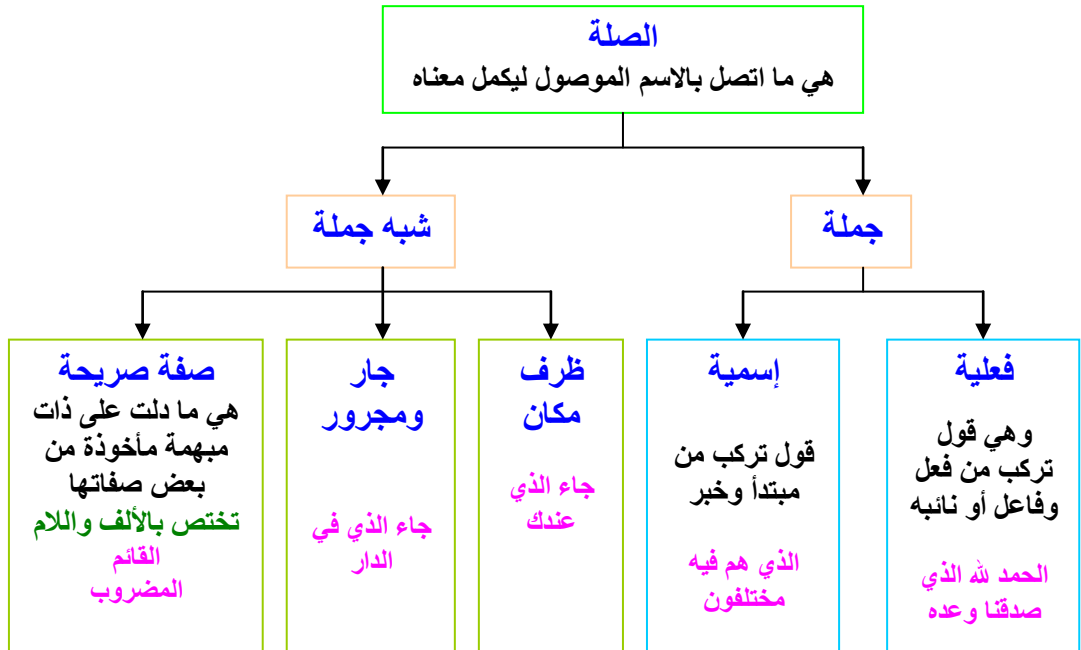 الصلة
هي ما اتصل بالاسم الموصول ليكمل معناه
جملة
شبه جملة
فعلية
وهي قول
تركب من فعل
وفاعل أو نائبه
الحمد لله الذي
صدقنا وعده
إسمية
قول تركب من
مبتدأ وخبر
الذي هم فيه
مختلفون
ظرف
مكان
جاء الذي
عندك
جار
ومجرور
جاء الذي في
الدار
صفة صريحة
هي ما دلت على ذات
مبهمة مأخوذة من
بعض صفاتها
تختص بالألف واللام
القائم
المضروب